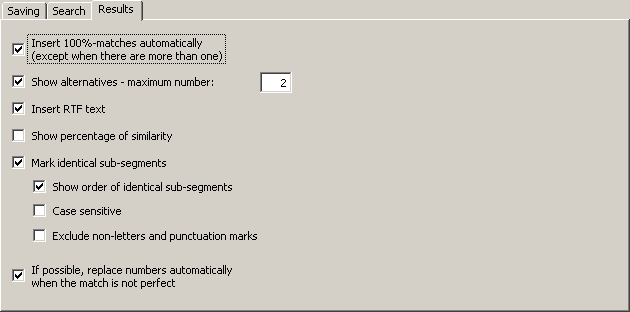 Saving Search Results
Insert 100%-matches automatically
(except when there are more than one)
Show alternatives - maximum number: 2
Insert RTF text
Show percentage of similarity
Mark identical sub-segments
Show order of identical sub-segments
Case sensitive
Exclude non-letters and punctuation marks
If possible, replace numbers automatically
when the match is not perfect